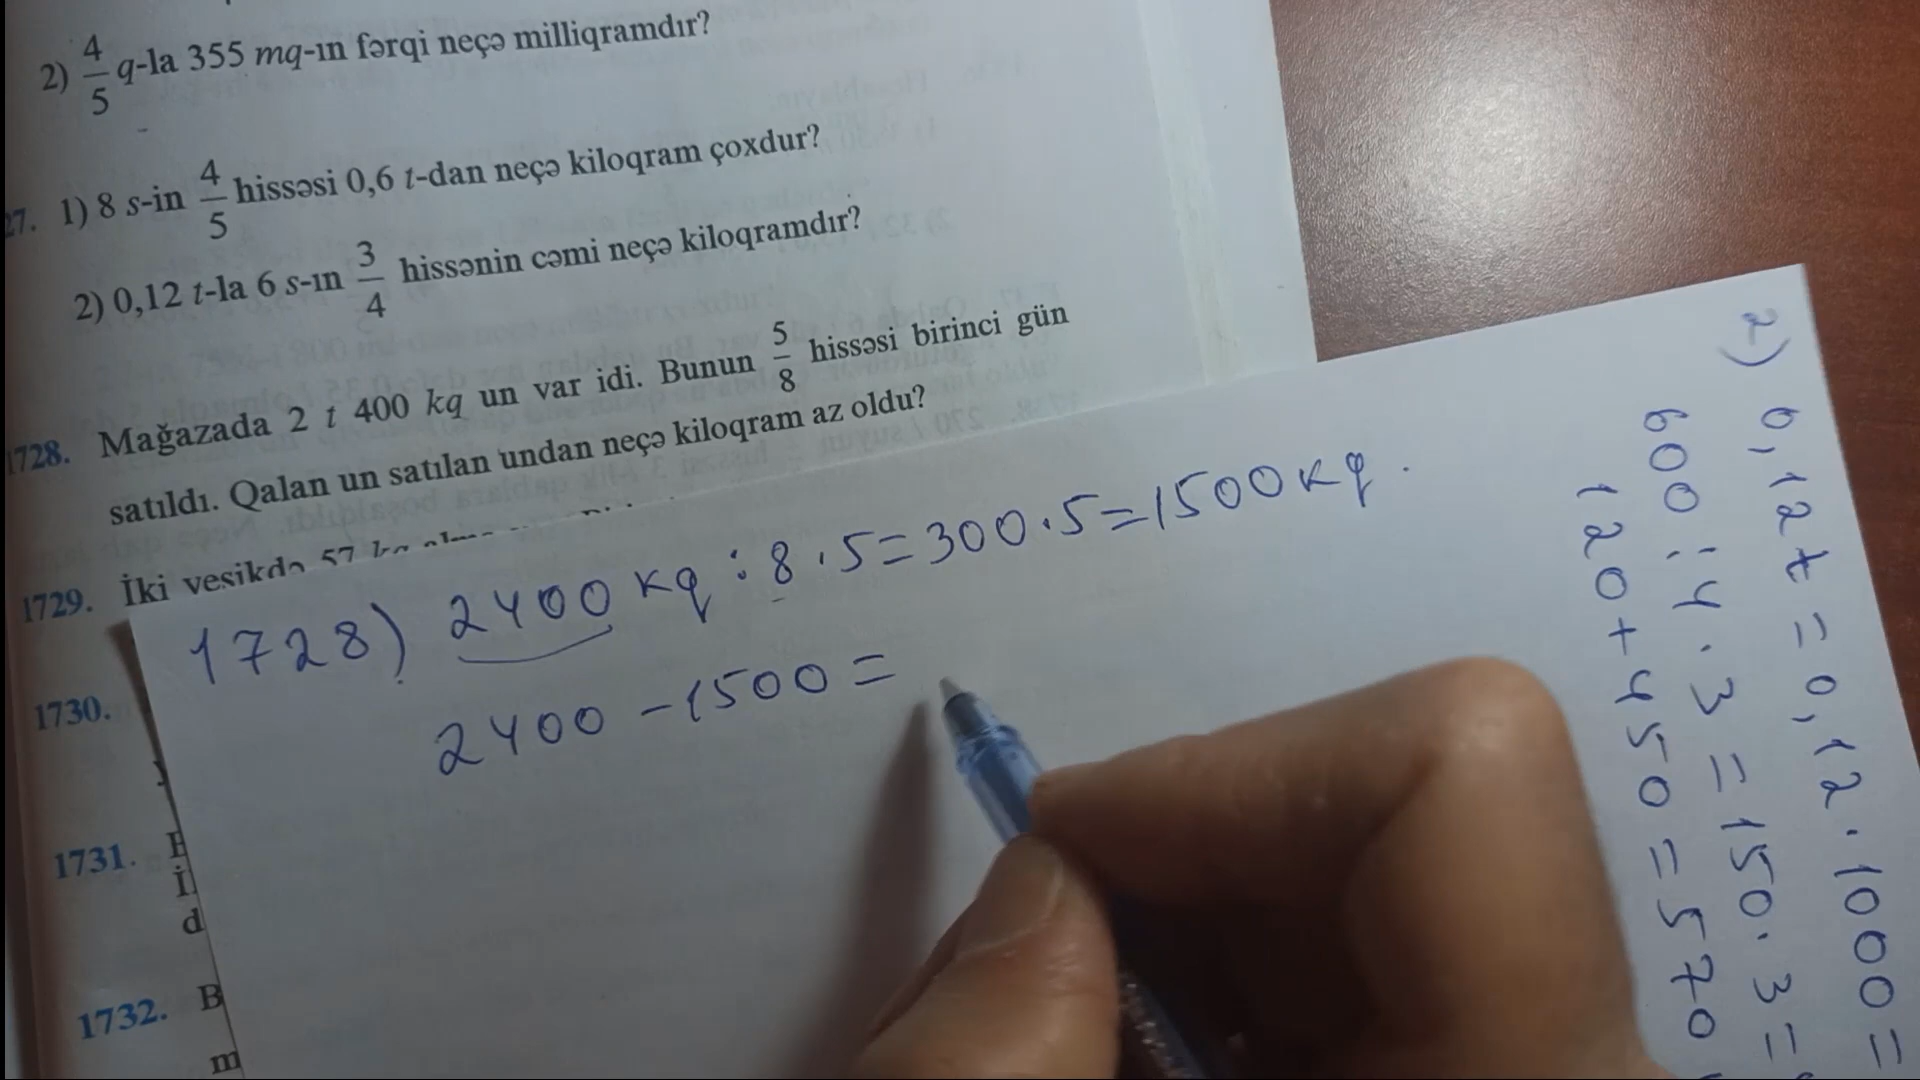 2) 4/5 q-la 355 mq-ın fərqi neçə milliqramdır?
27. 1) 8 s-in 4/5 hissəsi 0,6 t-dan neçə kiloqram çoxdur?
2) 0,12 t-la 6 s-ın 3/4 hissənin cəmi neçə kiloqramdır?
1728. Mağazada 2 t 400 kq un var idi. Bunun 5/8 hissəsi birinci gün
satıldı. Qalan un satılan undan neçə kiloqram az oldu?
1729. İki yeşikdə 57 kq
1730.
1731.
İ
d
1732. B
m
1728) 2400 kq : 8 . 5 = 300 . 5 = 1500 kq.
2400 - 1500 =
2) 0,12 t = 0,12 . 1000 =
600 : 4 . 3 = 150 . 3 =
120 + 450 = 570